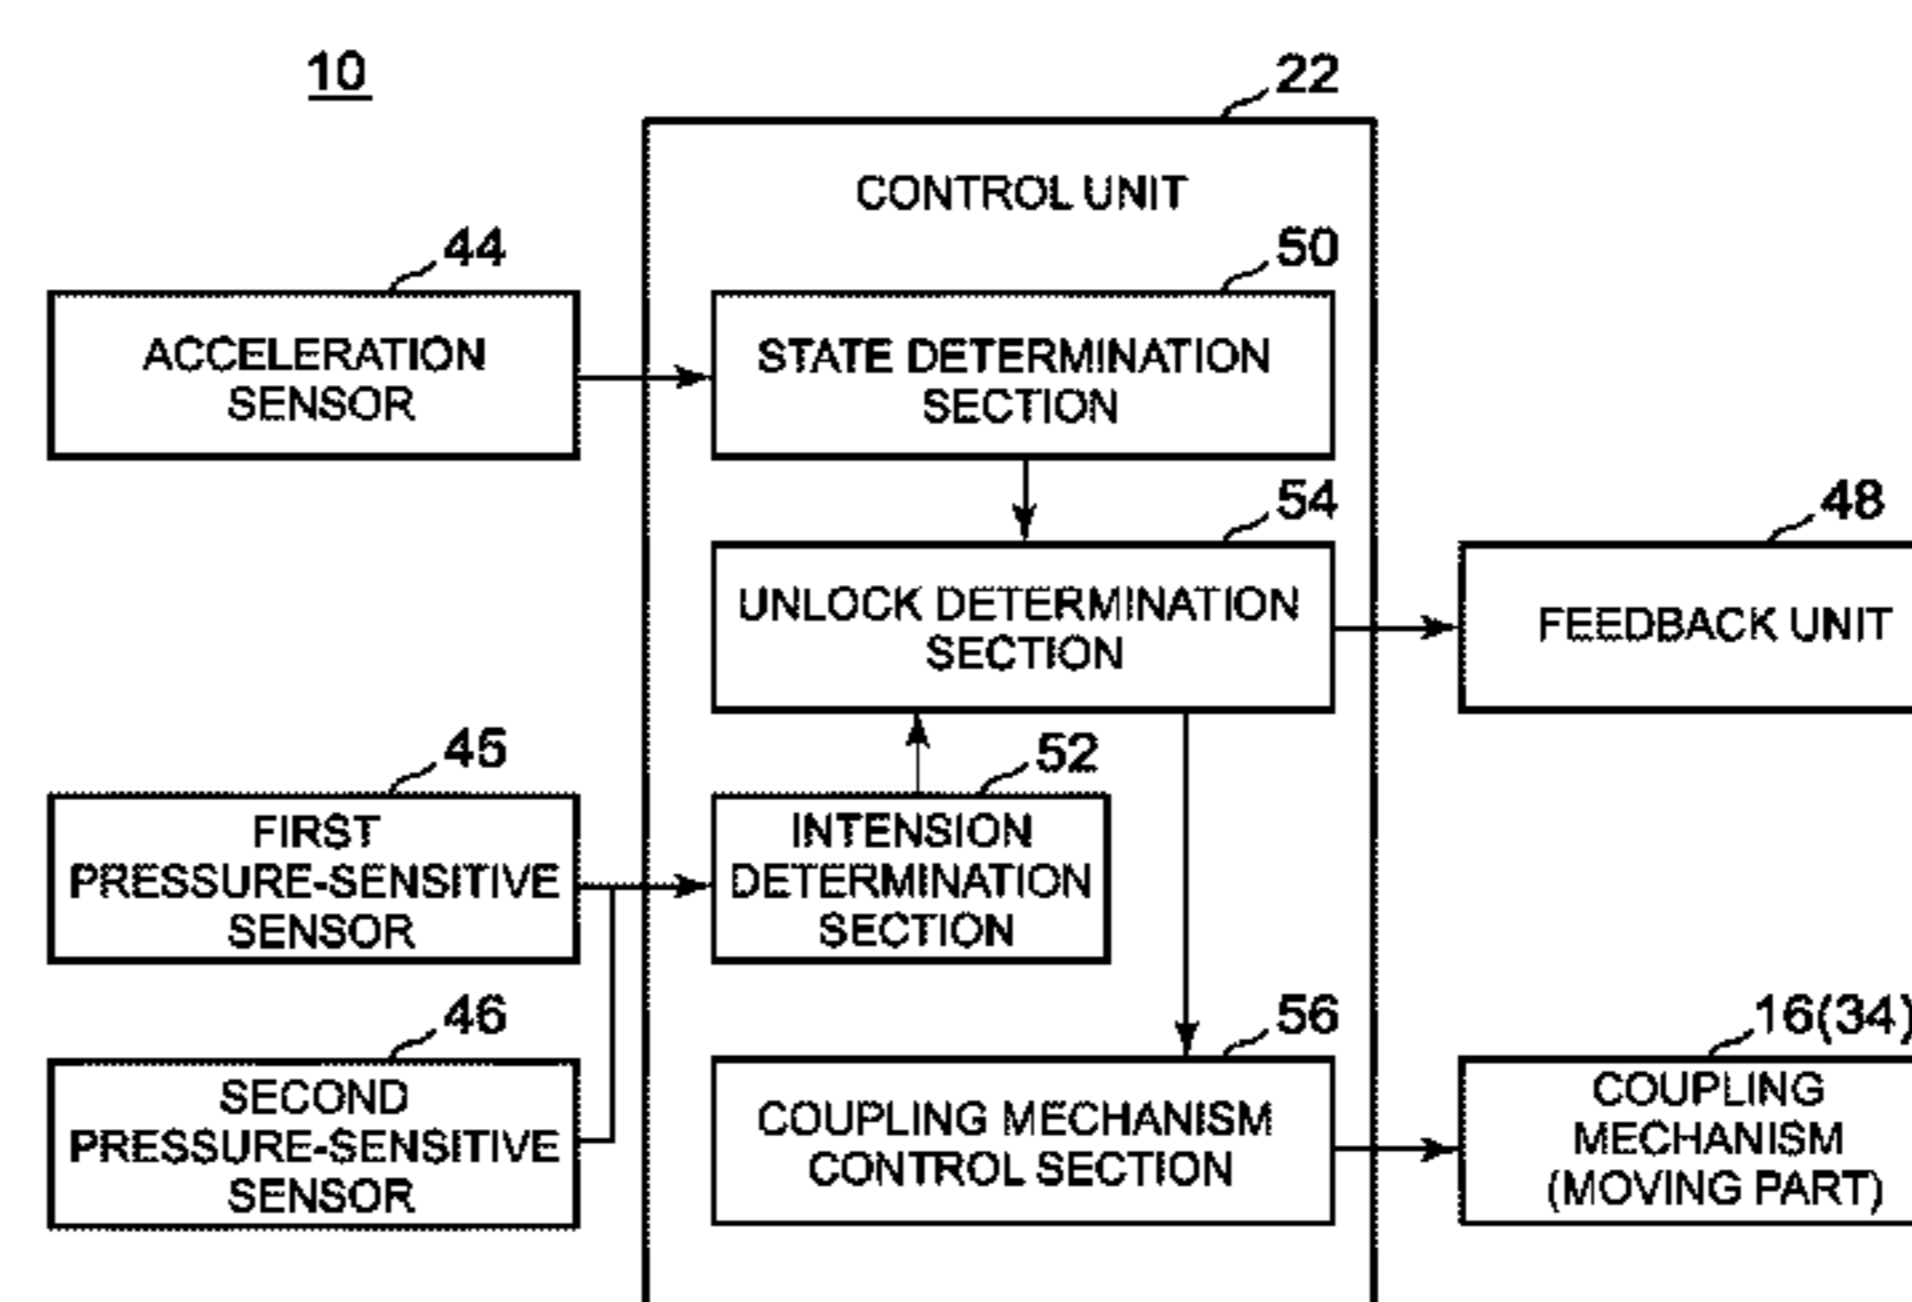 10
22
CONTROL UNIT
44
50
ACCELERATION
SENSOR
STATE DETERMINATION
SECTION
54
48
UNLOCK DETERMINATION
SECTION
FEEDBACK UNIT
45
52
FIRST
PRESSURE-SENSITIVE
SENSOR
INTENSION
DETERMINATION
SECTION
46
56
16(34)
SECOND
PRESSURE-SENSITIVE
SENSOR
COUPLING MECHANISM
CONTROL SECTION
COUPLING
MECHANISM
(MOVING PART)